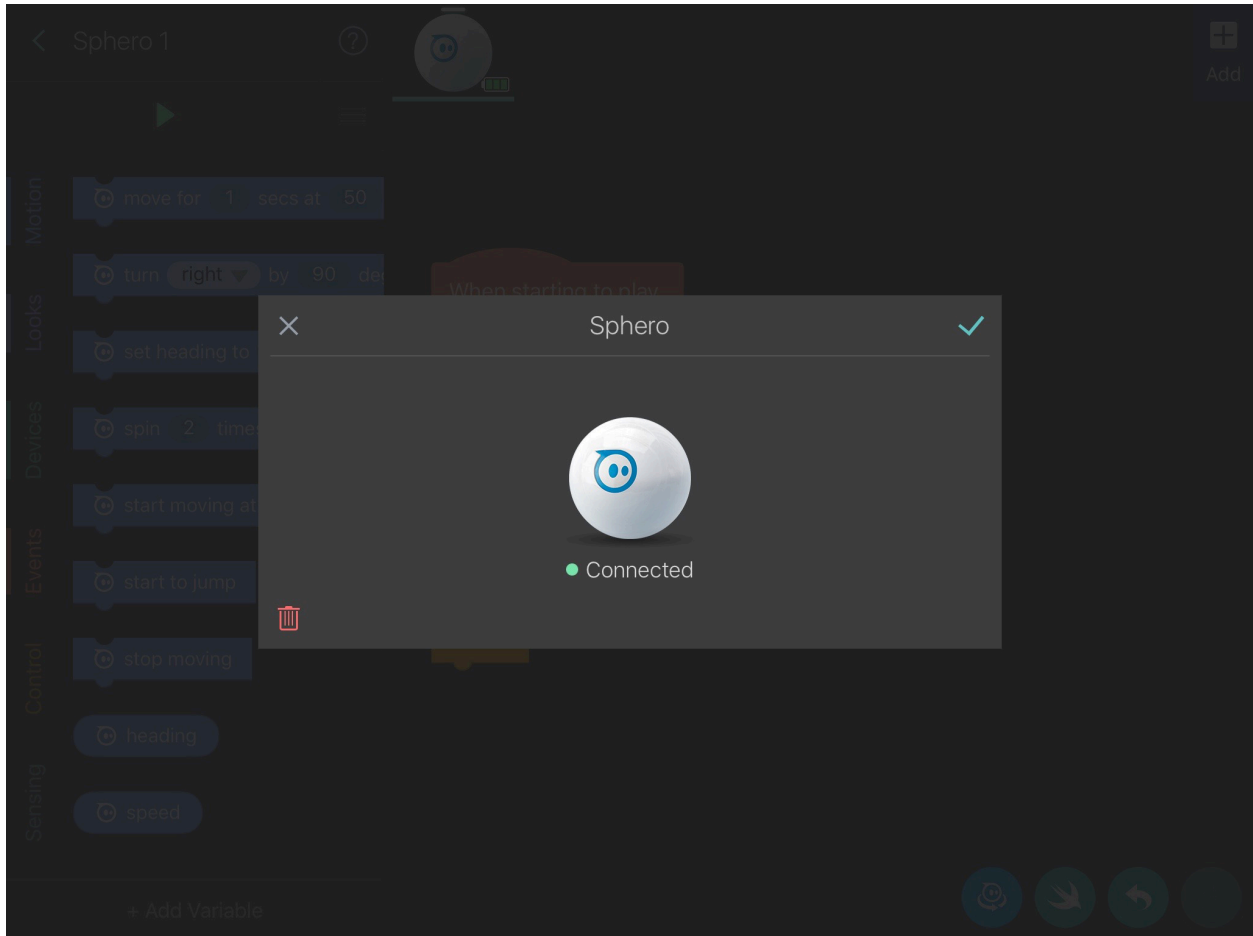 Sphero 1
?
Add
Motion
Looks
Devices
Events
Control
Sensing
move for 1 secs at 50
turn right by 90
set heading to
spin 2
start moving at
start to jump
stop moving
heading
speed
+ Add Variable
When starting to play
Sphero
Connected